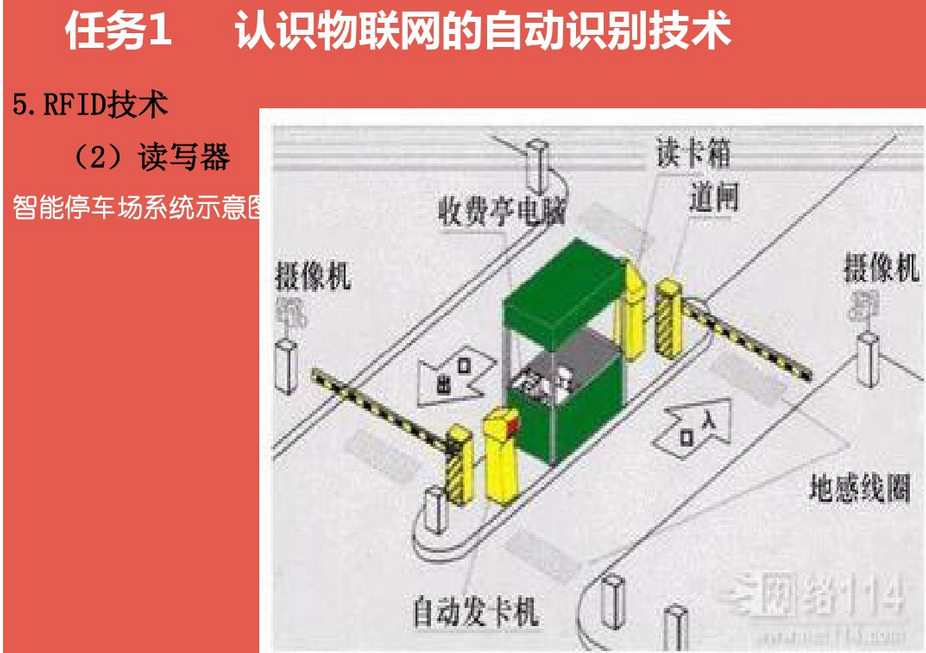 任务1 认识物联网的自动识别技术
5.RFID技术
（2）读写器
智能停车场系统示意图
读卡箱
道闸
收费亭电脑
摄像机
摄像机
出口
入口
地感线圈
自动发卡机
网络114